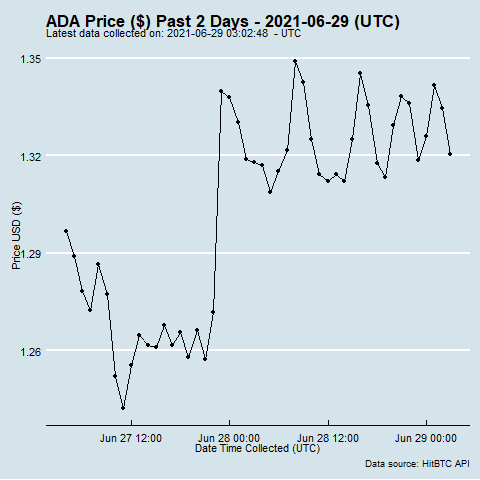 ADA Price ($) Past 2 Days - 2021-06-29 (UTC)
Latest data collected on: 2021-06-29 03:02:48 - UTC
1.35
1.32
1.29
1.26
Price USD ($)
Jun 27 12:00 Jun 28 00:00 Jun 28 12:00 Jun 29 00:00
Date Time Collected (UTC)
Data source: HitBTC API